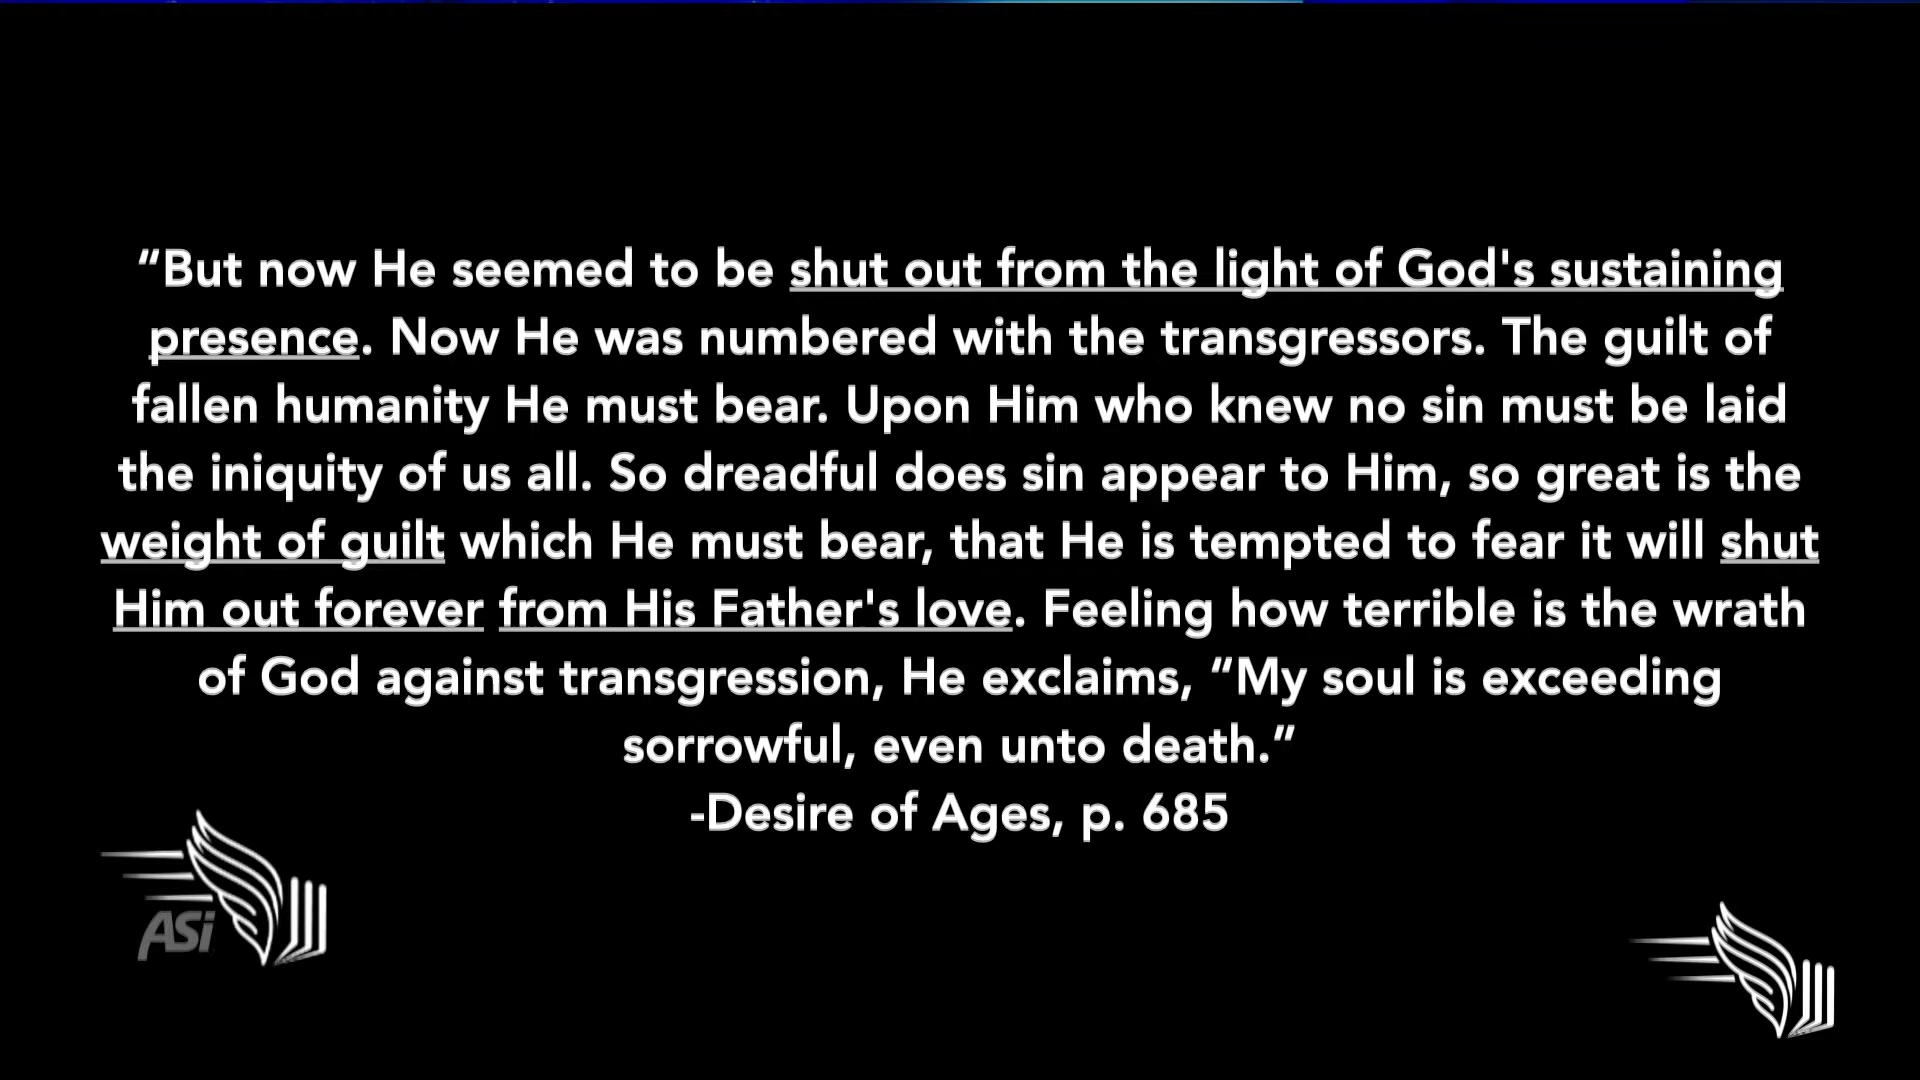 “But now He seemed to be shut out from the light of God's sustaining
presence. Now He was numbered with the transgressors. The guilt of
fallen humanity He must bear. Upon Him who knew no sin must be laid
the iniquity of us all. So dreadful does sin appear to Him, so great is the
weight of guilt which He must bear, that He is tempted to fear it will shut
Him out forever from His Father's love. Feeling how terrible is the wrath
of God against transgression, He exclaims, “My soul is exceeding
sorrowful, even unto death.”
-Desire of Ages, p. 685
ASi